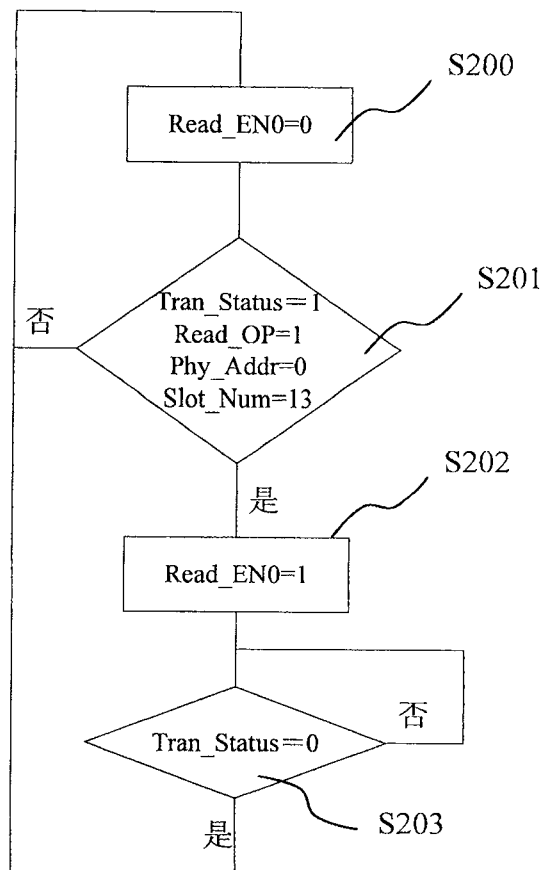 S200
Read_EN0=0
S201
否
Tran_Status=1
Read_OP=1
Phy_Addr=0
Slot_Num=13
S202
是
Read_EN0=1
否
Tran_Status=0
S203
是